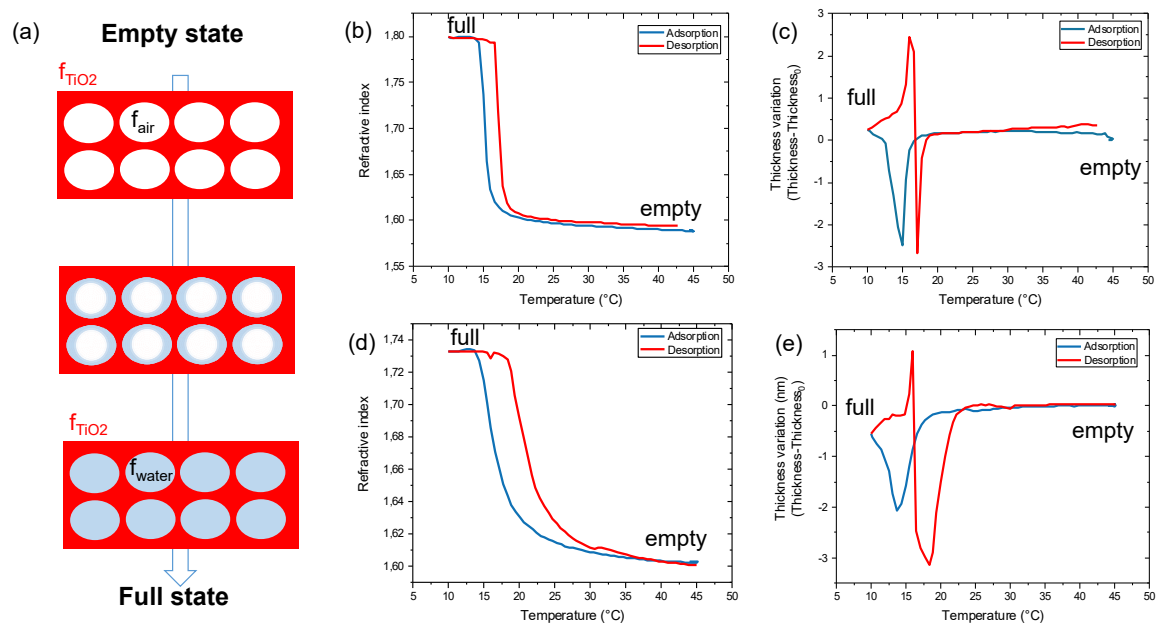 (a)
Empty state
fTiO2
fair
fTiO2
fwater
Full state
(b)
full
empty
Adsorption
Desorption
1,80
1,75
1,70
1,65
1,60
1,55
Refractive index
5 10 15 20 25 30 35 40 45 50
Temperature (°C)
(c)
full
empty
Adsorption
Desorption
3
2
1
0
-1
-2
-3
Thickness variation
(Thickness-Thickness0)
5 10 15 20 25 30 35 40 45 50
Temperature (°C)
(d)
full
empty
Adsorption
Desorption
1,74
1,72
1,70
1,68
1,66
1,64
1,62
1,60
Refractive index
5 10 15 20 25 30 35 40 45 50
Temperature (°C)
(e)
full
empty
Adsorption
Desorption
1
0
-1
-2
-3
Thickness variation (nm)
(Thickness-Thickness0)
5 10 15 20 25 30 35 40 45 50
Temperature (°C)